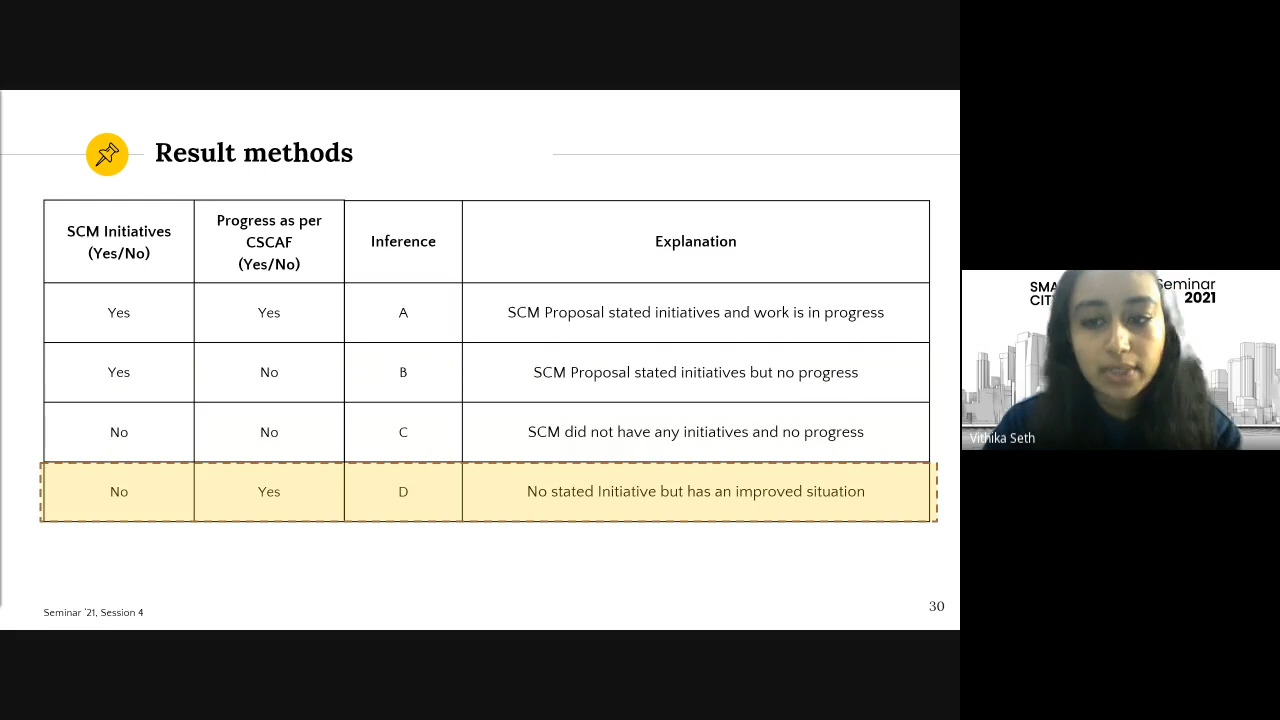 Result methods
SCM Initiatives
(Yes/No)
Progress as per
CSCAF
(Yes/No)
Inference
Explanation
Yes
Yes
A
SCM Proposal stated initiatives and work is in progress
Yes
No
B
SCM Proposal stated initiatives but no progress
No
No
C
SCM did not have any initiatives and no progress
No
Yes
D
No stated Initiative but has an improved situation
Seminar '21, Session 4
30
SMA
CIT
Seminar
2021
Vithika Seth